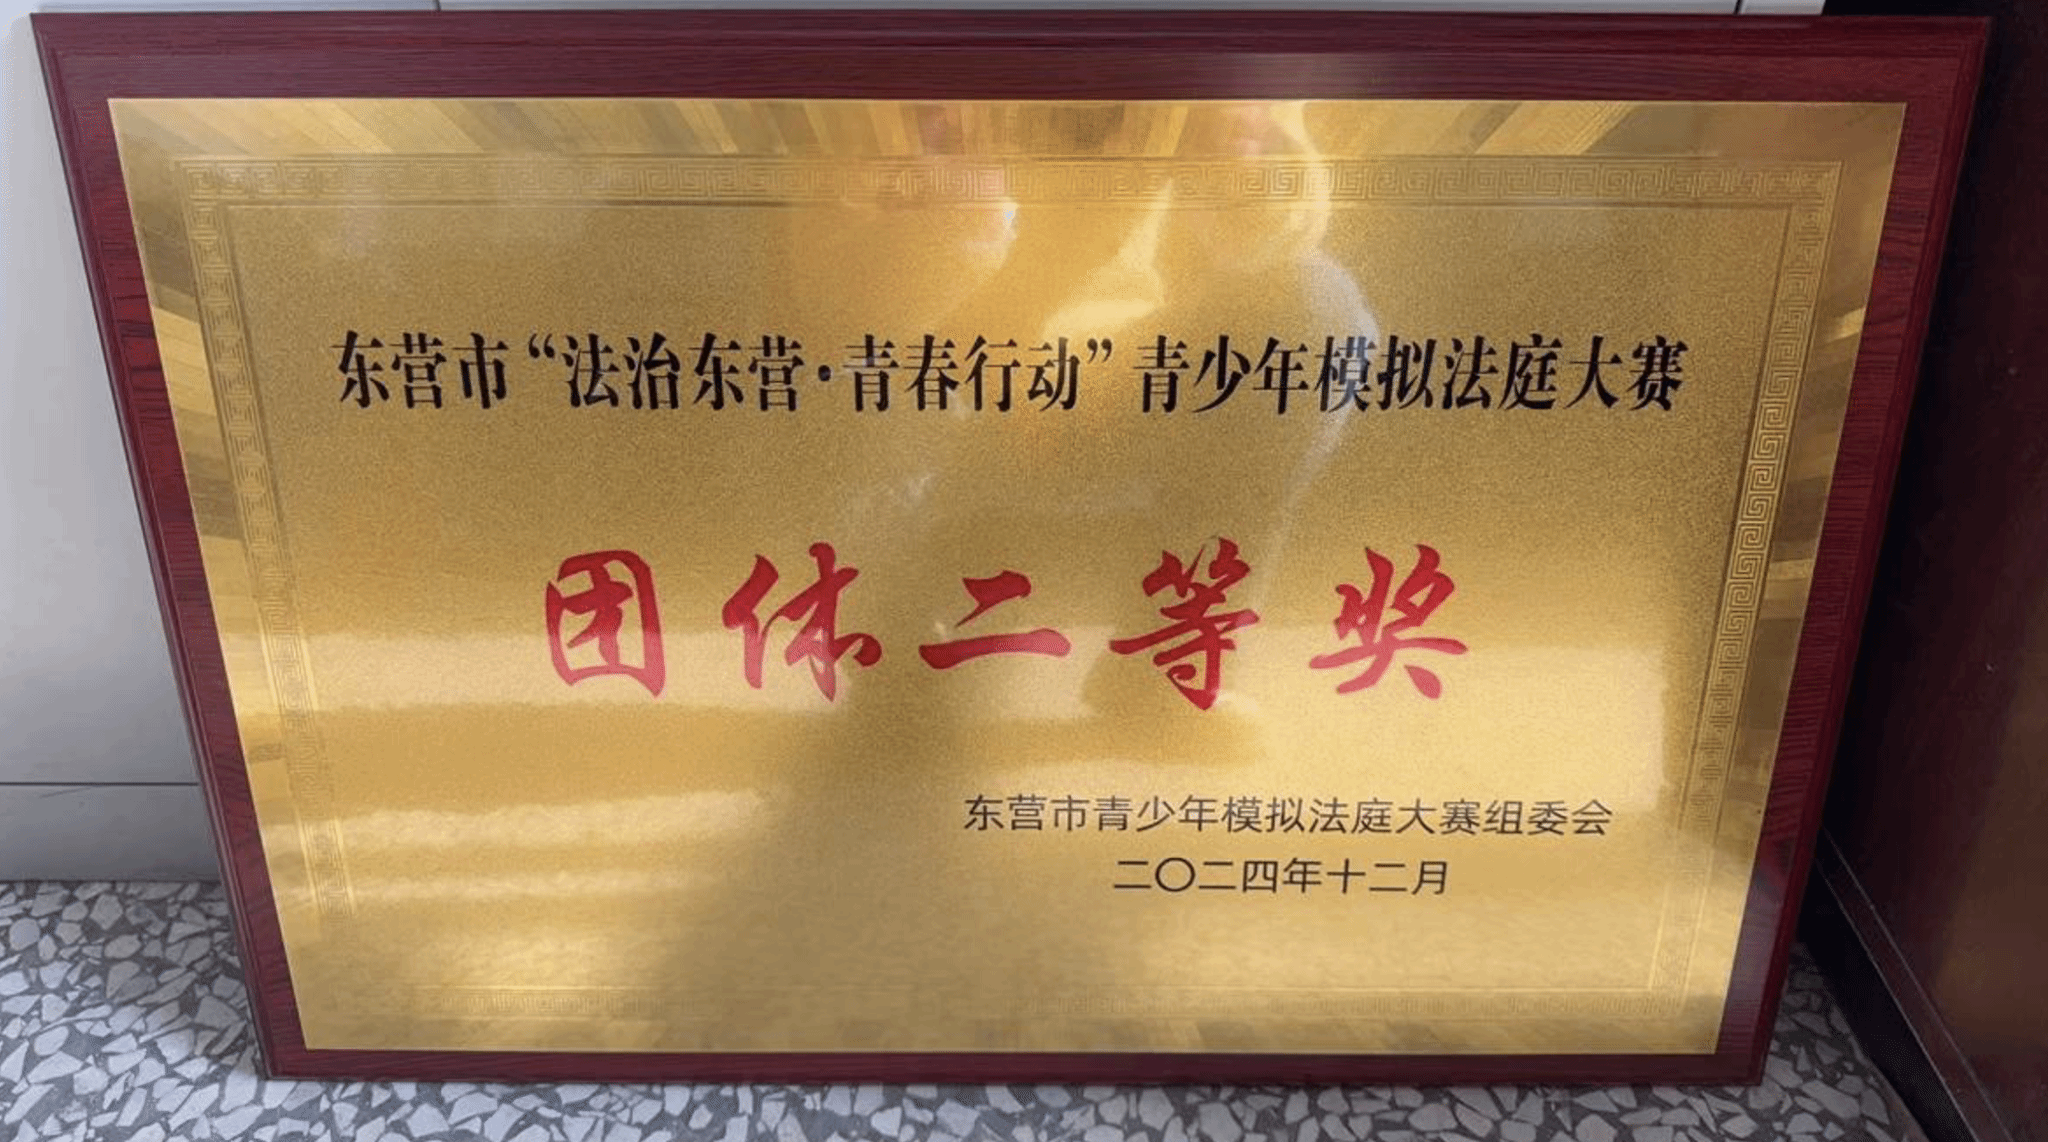 东营市“法治东营·青春行动”青少年模拟法庭大赛
团体二等奖
东营市青少年模拟法庭大赛组委会
二〇二四年十二月